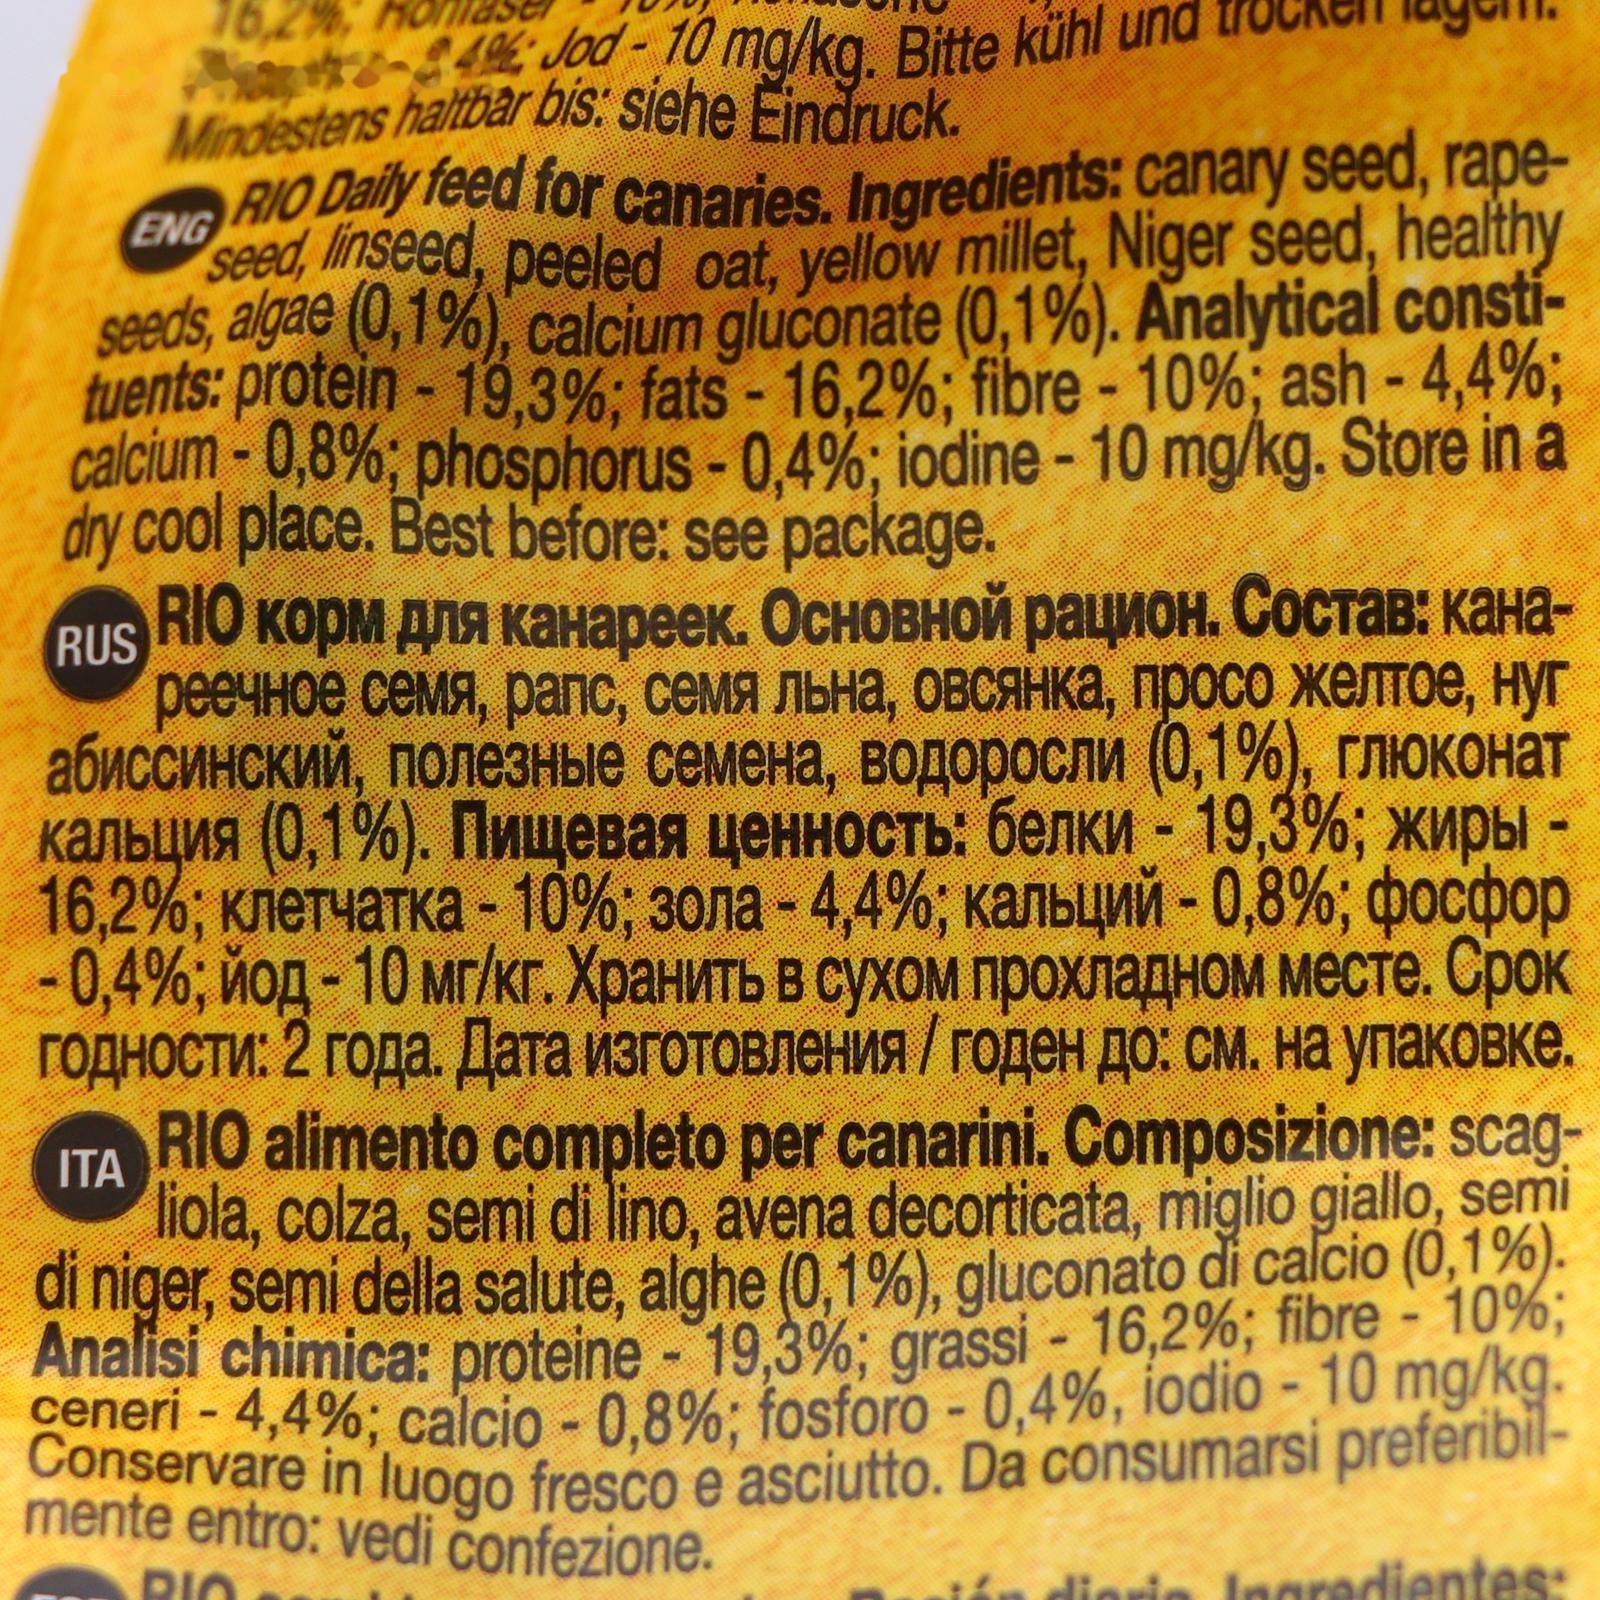 16,2%; Rohfaser - 10%;
4%; Jod - 10 mg/kg. Bitte kühl und trocken lagern.
Mindestens haltbar bis: siehe Eindruck.
ENG RIO Daily feed for canaries. Ingredients: canary seed, rape-
seed, linseed, peeled oat, yellow millet, Niger seed, healthy
seeds, algae (0,1%), calcium gluconate (0,1%). Analytical consti-
tuents: protein - 19,3%; fats - 16,2%; fibre - 10%; ash - 4,4%;
calcium - 0,8%; phosphorus - 0,4%; iodine - 10 mg/kg. Store in a
dry cool place. Best before: see package.
RUS RIO корм для канареек. Основной рацион. Состав: кана-
реечное семя, рапс, семя льна, овсянка, просо желтое, нуг
абиссинский, полезные семена, водоросли (0,1%), глюконат
кальция (0,1%). Пищевая ценность: белки - 19,3%; жиры -
16,2%; клетчатка - 10%; зола - 4,4%; кальций - 0,8%; фосфор
- 0,4%; йод - 10 мг/кг. Хранить в сухом прохладном месте. Срок
годности: 2 года. Дата изготовления / годен до: см. на упаковке.
ITA RIO alimento completo per canarini. Composizione: scag-
liola, colza, semi di lino, avena decorticata, miglio giallo, semi
di niger, semi della salute, alghe (0,1%), gluconato di calcio (0,1%).
Analisi chimica: proteine - 19,3%; grassi - 16,2%; fibre - 10%;
ceneri - 4,4%; calcio - 0,8%; fosforo - 0,4%, iodio - 10 mg/kg.
Conservare in luogo fresco e asciutto. Da consumarsi preferibil-
mente entro: vedi confezione.
RIO Ración diaria. Ingredientes: